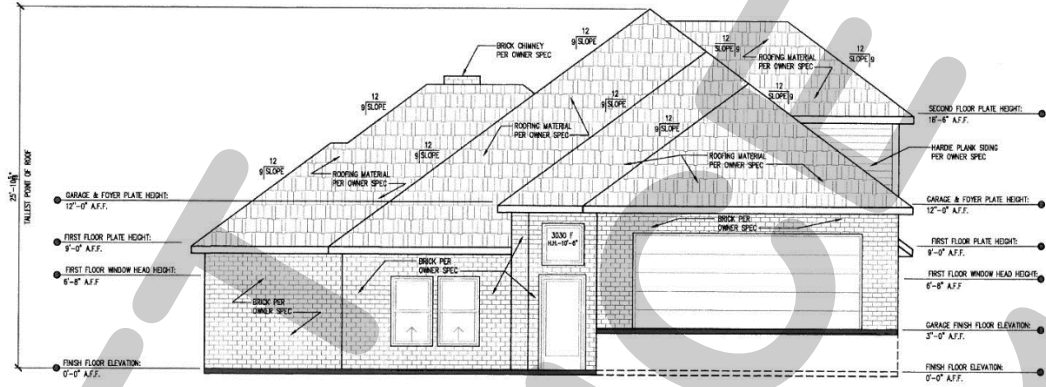 12
9 SLOPE
12
SLOPE 9
12
SLOPE 9
BRICK CHIMNEY
PER OWNER SPEC
ROOFING MATERIAL
PER OWNER SPEC
12
9 SLOPE
12
9 SLOPE
12
SLOPE 9
SECOND FLOOR PLATE HEIGHT:
18'-6" A.F.F.
12
9 SLOPE
ROOFING MATERIAL
PER OWNER SPEC
HARDIE PLANK SIDING
PER OWNER SPEC
12
9 SLOPE
12
9 SLOPE
ROOFING MATERIAL
PER OWNER SPEC
ROOFING MATERIAL
PER OWNER SPEC
TALLEST POINT OF ROOF
GARAGE & FOYER PLATE HEIGHT:
12'-0" A.F.F.
GARAGE & FOYER PLATE HEIGHT:
12'-0" A.F.F.
BRICK PER
OWNER SPEC
3030 F
H.H.-10'-6"
FIRST FLOOR PLATE HEIGHT:
9'-0" A.F.F.
FIRST FLOOR PLATE HEIGHT:
9'-0" A.F.F.
BRICK PER
OWNER SPEC
FIRST FLOOR WINDOW HEAD HEIGHT:
6'-8" A.F.F
FIRST FLOOR WINDOW HEAD HEIGHT:
6'-8" A.F.F
BRICK PER
OWNER SPEC
GARAGE FINISH FLOOR ELEVATION:
3'-0" A.F.F.
FINISH FLOOR ELEVATION:
0'-0" A.F.F.
FINISH FLOOR ELEVATION:
0'-0" A.F.F.